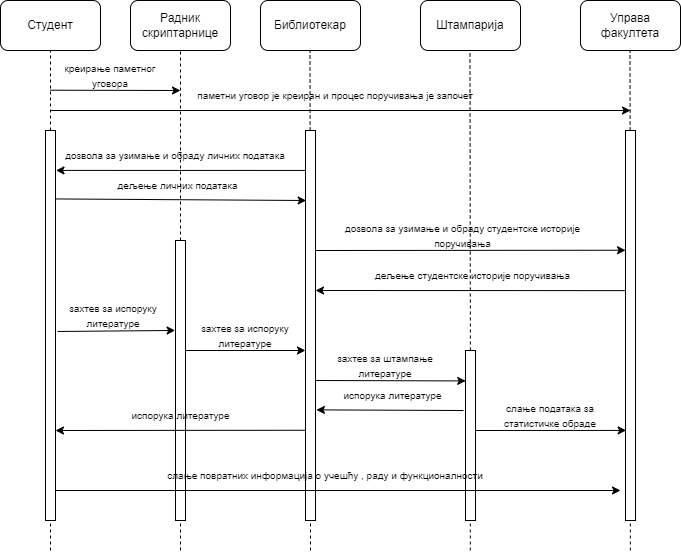 Студент
Радник
скриптарнице
Библиотекар
Штампарија
Управа
факултета
креирање паметног
уговора
паметни уговор је креиран и процес поручивања је започет
дозвола за узимање и обраду личних података
дељење личних података
дозвола за узимање и обраду студентске историје
поручивања
дељење студентске историје поручивања
захтев за испоруку
литературе
захтев за испоруку
литературе
захтев за штампање
литературе
испорука литературе
испорука литературе
слање података за
статистичке обраде
слање повратних информација о учешћу , раду и функционалности